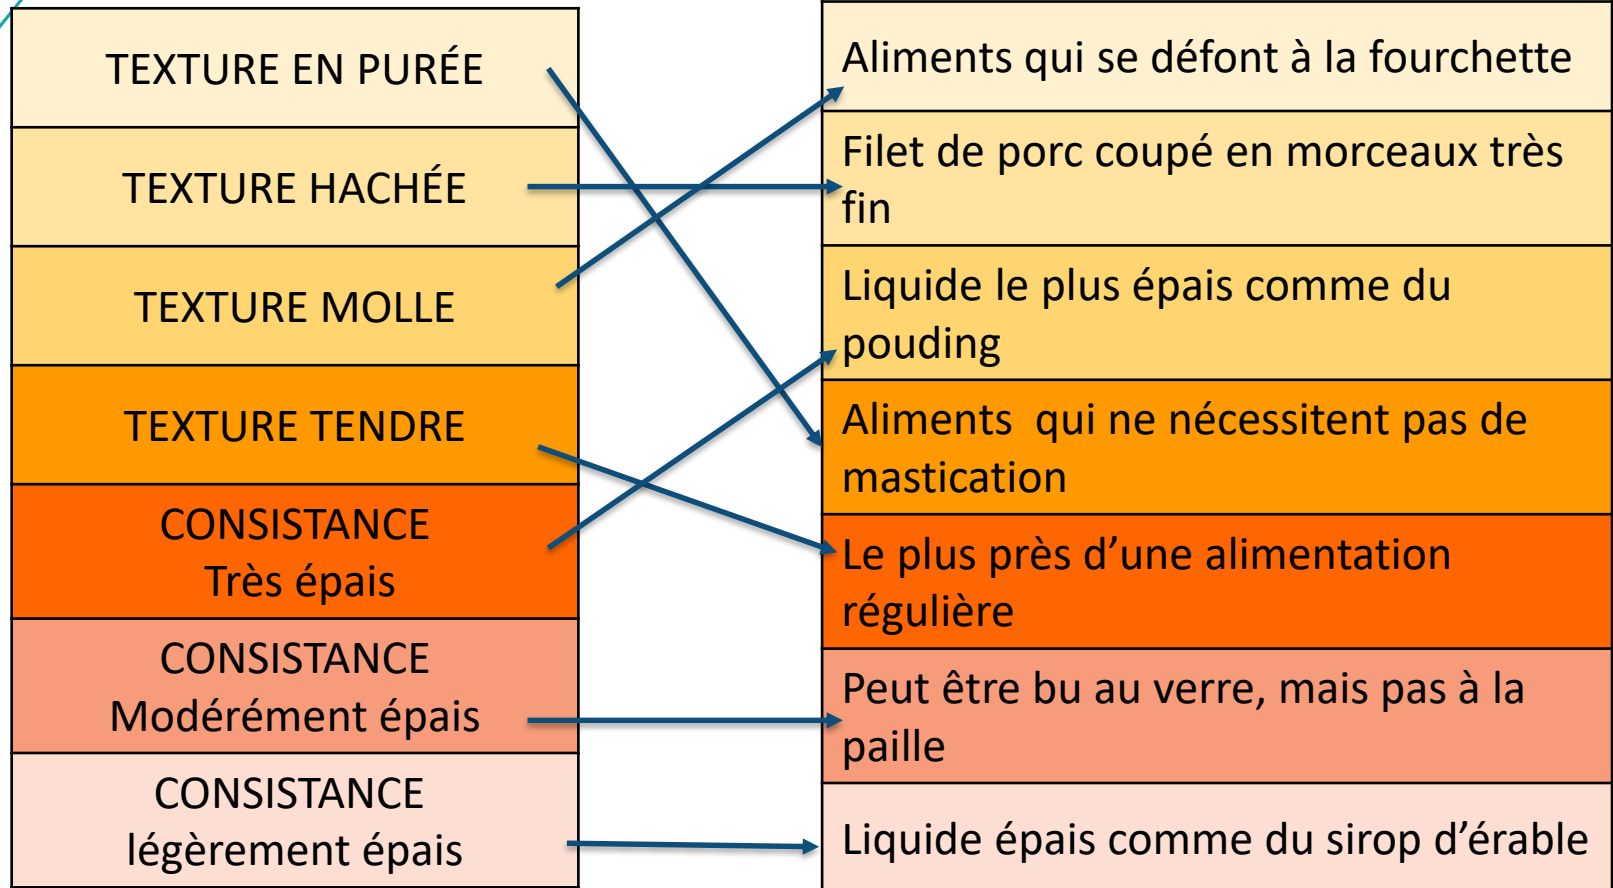 TEXTURE EN PURÉE
TEXTURE HACHÉE
TEXTURE MOLLE
TEXTURE TENDRE
CONSISTANCE
Très épais
CONSISTANCE
Modérément épais
CONSISTANCE
légèrement épais
Aliments qui se défont à la fourchette
Filet de porc coupé en morceaux très
fin
Liquide le plus épais comme du
pouding
Aliments  qui ne nécessitent pas de
mastication
Le plus près d’une alimentation
régulière
Peut être bu au verre, mais pas à la
paille
Liquide épais comme du sirop d’érable